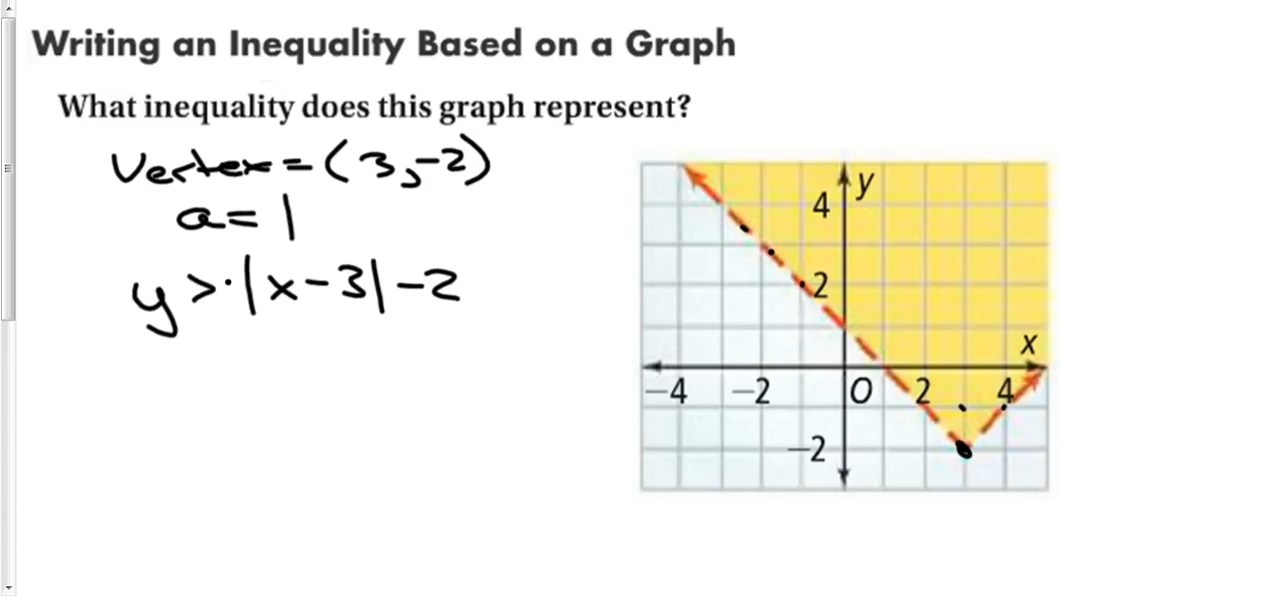 Writing an Inequality Based on a Graph
What inequality does this graph represent?
Vertex = (3,-2)
a = 1
y > |x-3| -2
y
4
2
x
-4 -2 O 2 4
-2